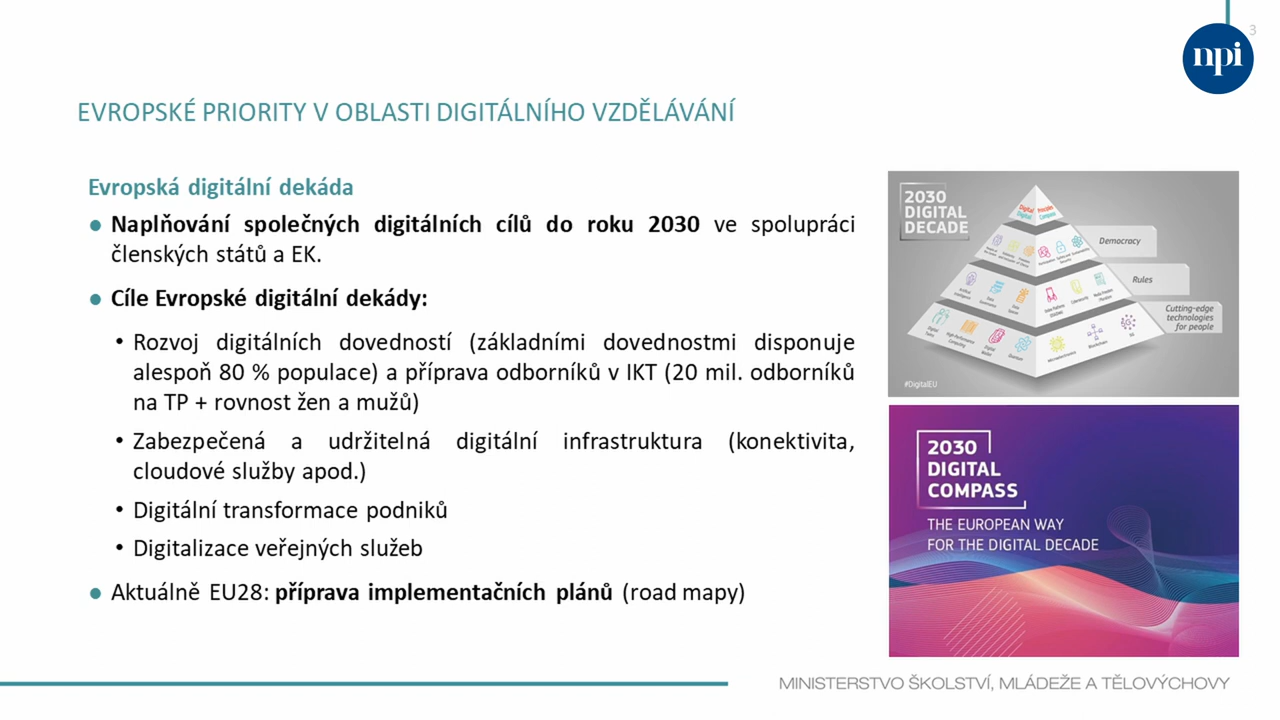 3
npi
EVROPSKÉ PRIORITY V OBLASTI DIGITÁLNÍHO VZDĚLÁVÁNÍ
Evropská digitální dekáda
• Naplňování společných digitálních cílů do roku 2030 ve spolupráci
členských států a EK.
• Cíle Evropské digitální dekády:
• Rozvoj digitálních dovedností (základními dovednostmi disponuje
alespoň 80 % populace) a příprava odborníků v IKT (20 mil. odborníků
na TP + rovnost žen a mužů)
• Zabezpečená a udržitelná digitální infrastruktura (konektivita,
cloudové služby apod.)
• Digitální transformace podniků
• Digitalizace veřejných služeb
• Aktuálně EU28: příprava implementačních plánů (road mapy)
2030
DIGITAL
DECADE
Democracy
Rules
Cutting-edge
technologies
for people
#DigitalEU
2030
DIGITAL
COMPASS
THE EUROPEAN WAY
FOR THE DIGITAL DECADE
MINISTERSTVO ŠKOLSTVÍ, MLÁDEŽE A TĚLOVÝCHOVY